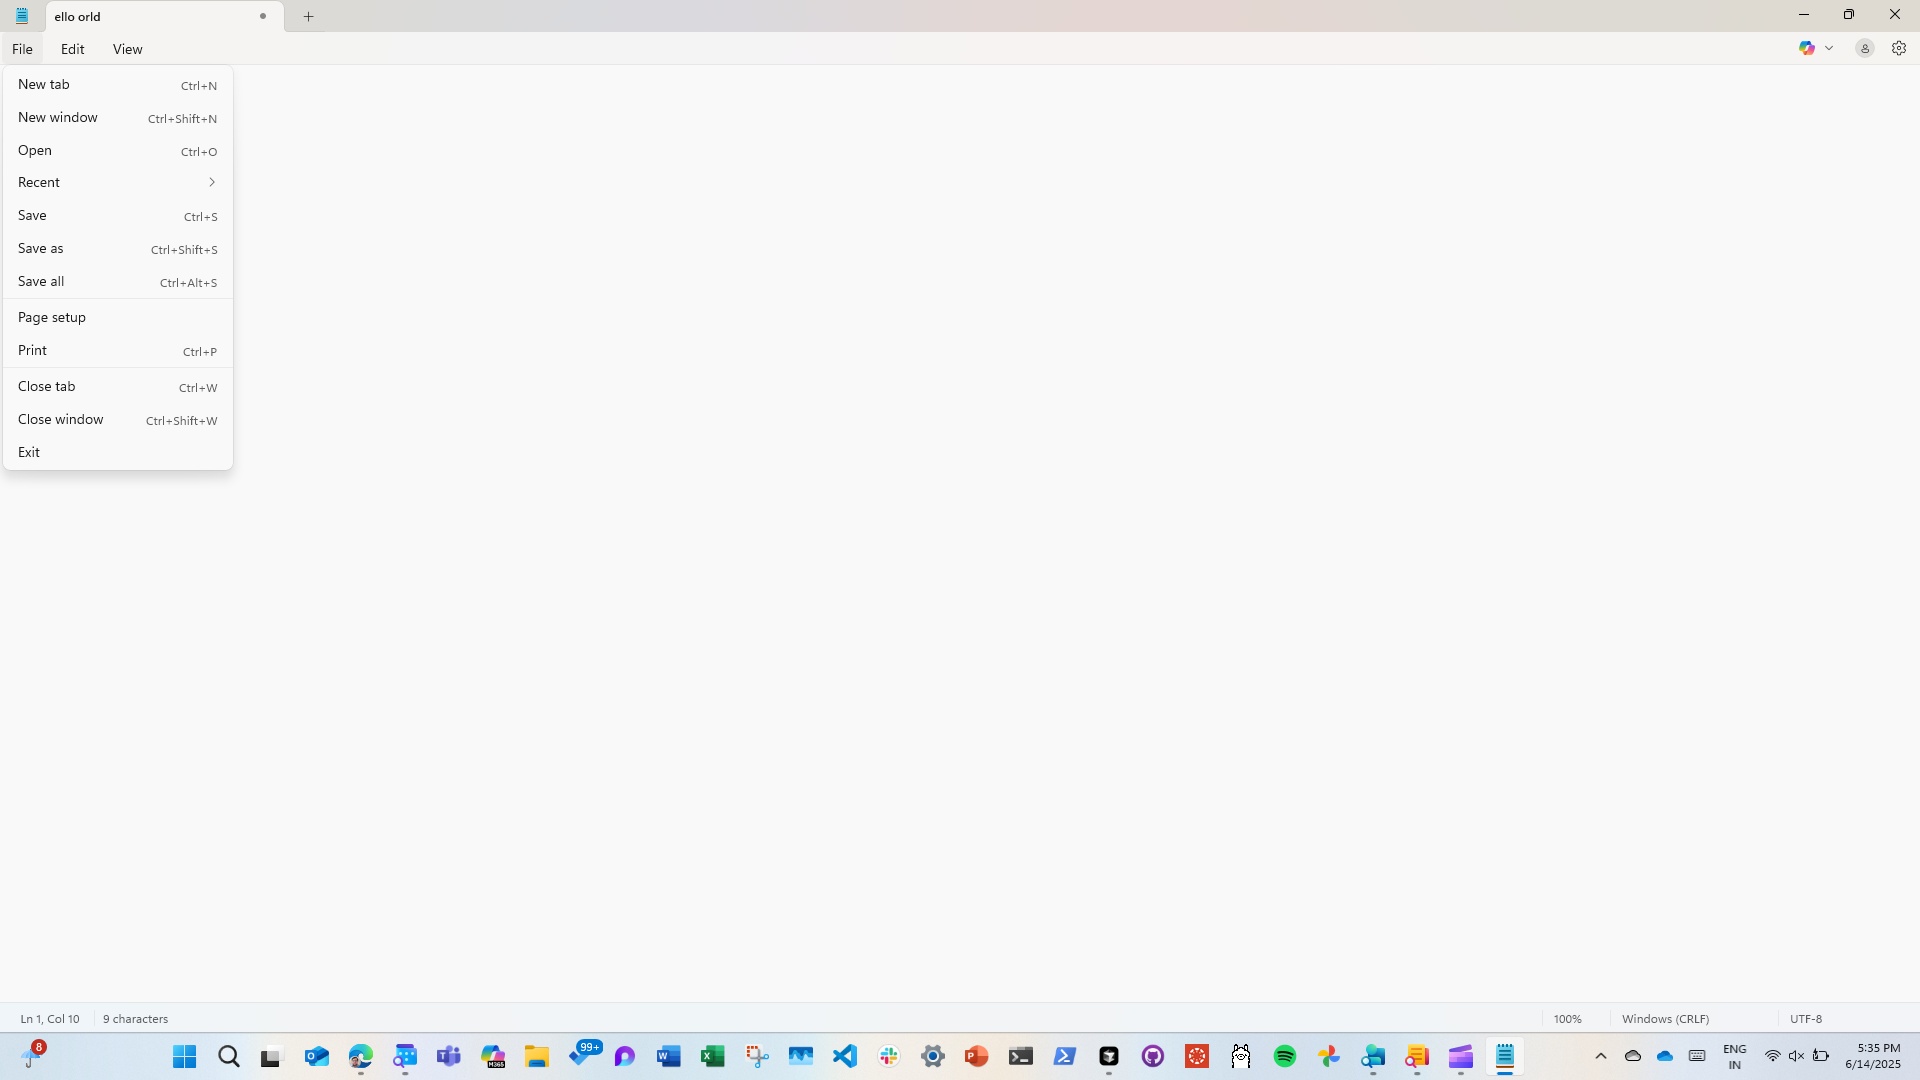 ello orld
File Edit View
New tab Ctrl+N
New window Ctrl+Shift+N
Open Ctrl+O
Recent
Save Ctrl+S
Save as Ctrl+Shift+S
Save all Ctrl+Alt+S
Page setup
Print Ctrl+P
Close tab Ctrl+W
Close window Ctrl+Shift+W
Exit
Ln 1, Col 10 9 characters 100% Windows (CRLF) UTF-8
8 99+ M365 ENG IN 5:35 PM
6/14/2025